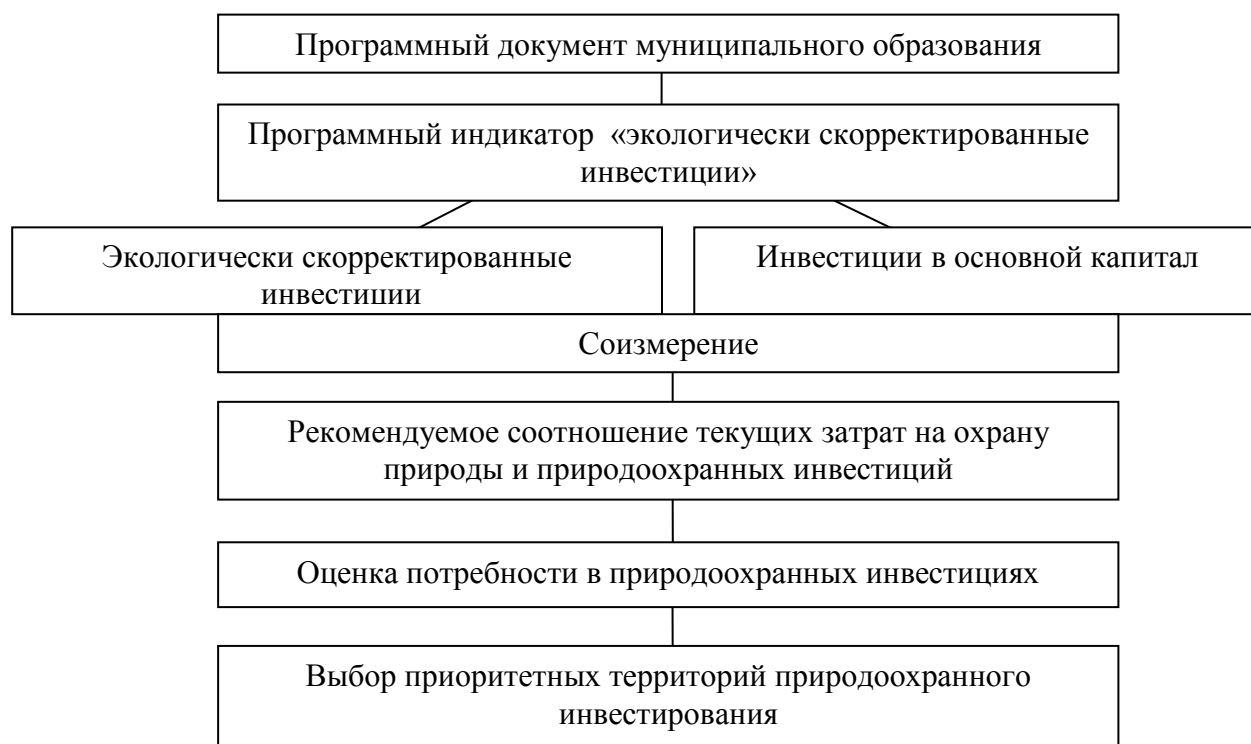 Программный документ муниципального образования
Программный индикатор «экологически скорректированные
инвестиции»
Экологически скорректированные
инвестиции
Инвестиции в основной капитал
Соизмерение
Рекомендуемое соотношение текущих затрат на охрану
природы и природоохранных инвестиций
Оценка потребности в природоохранных инвестициях
Выбор приоритетных территорий природоохранного
инвестирования